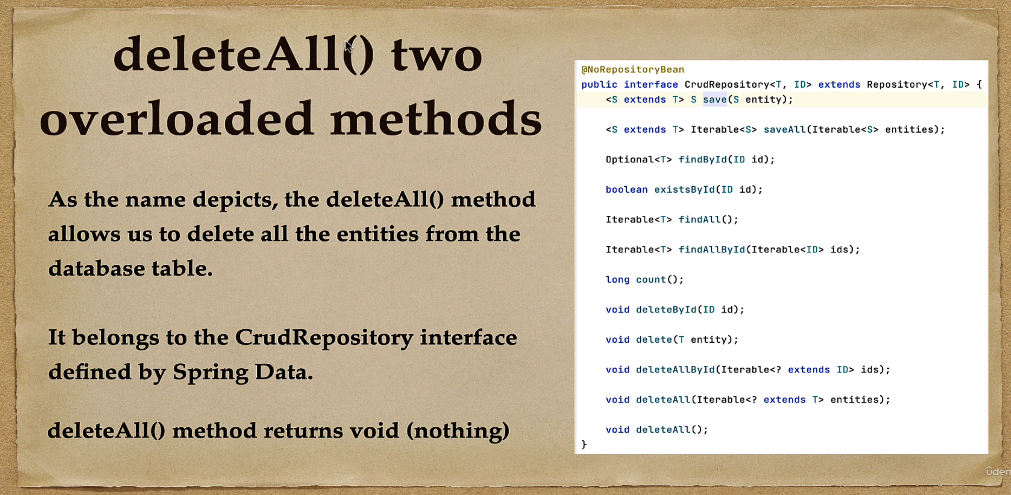 deleteAll() two
overloaded methods
As the name depicts, the deleteAll() method
allows us to delete all the entities from the
database table.
It belongs to the CrudRepository interface
defined by Spring Data.
deleteAll() method returns void (nothing)
@NoRepositoryBean
public interface CrudRepository<T, ID> extends Repository<T, ID> {
<S extends T> S save(S entity);
<S extends T> Iterable<S> saveAll(Iterable<S> entities);
Optional<T> findById(ID id);
boolean existsById(ID id);
Iterable<T> findAll();
Iterable<T> findAllById(Iterable<ID> ids);
long count();
void deleteById(ID id);
void delete(T entity);
void deleteAllById(Iterable<? extends ID> ids);
void deleteAll(Iterable<? extends T> entities);
void deleteAll();
}